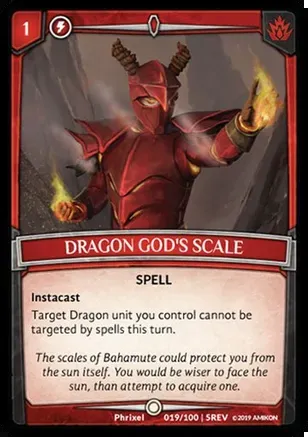 1
DRAGON GOD'S SCALE
SPELL
Instacast
Target Dragon unit you control cannot be
targeted by spells this turn.
The scales of Bahamute could protect you from
the sun itself. You would be wiser to face the
sun, than attempt to acquire one.
Phrixel 019/100 | 5REV ©2019 AMIKON